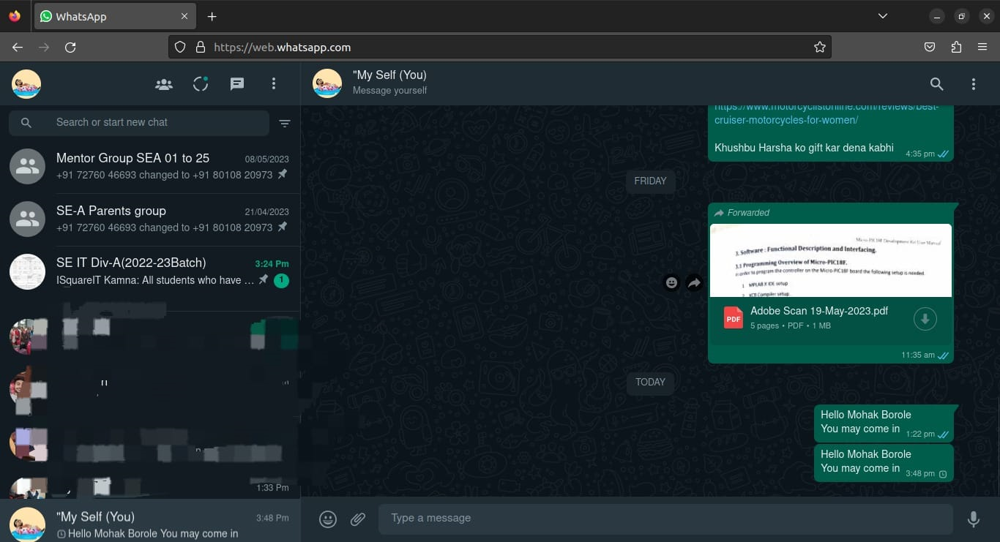 WhatsApp
https://web.whatsapp.com
Search or start new chat
Mentor Group SEA 01 to 25
08/05/2023
+91 72760 46693 changed to +91 80108 20973
SE-A Parents group
21/04/2023
+91 72760 46693 changed to +91 80108 20973
SE IT Div-A(2022-23Batch)
3:24 Pm
ISquareIT Kamna: All students who have ...
1
1:33 Pm
"My Self (You)
3:48 Pm
Hello Mohak Borole You may come in
"My Self (You)
Message yourself
https://www.motorcyclistonline.com/reviews/best-
cruiser-motorcycles-for-women/
Khushbu Harsha ko gift kar dena kabhi
4:35 pm
FRIDAY
Forwarded
Micro-PIC18F Development Kit User Manual
3. Software : Functional Description and Interfacing.
3.1 Programming Overview of Micro-PIC18F.
In order to program the controller on the Micro-PIC18F board the following setup is needed.
1 MPLAB X IDE setup
2 XC8 Compiler setup.
PDF
Adobe Scan 19-May-2023.pdf
5 pages • PDF • 1 MB
11:35 am
TODAY
Hello Mohak Borole
You may come in
1:22 pm
Hello Mohak Borole
You may come in
3:48 pm
Type a message